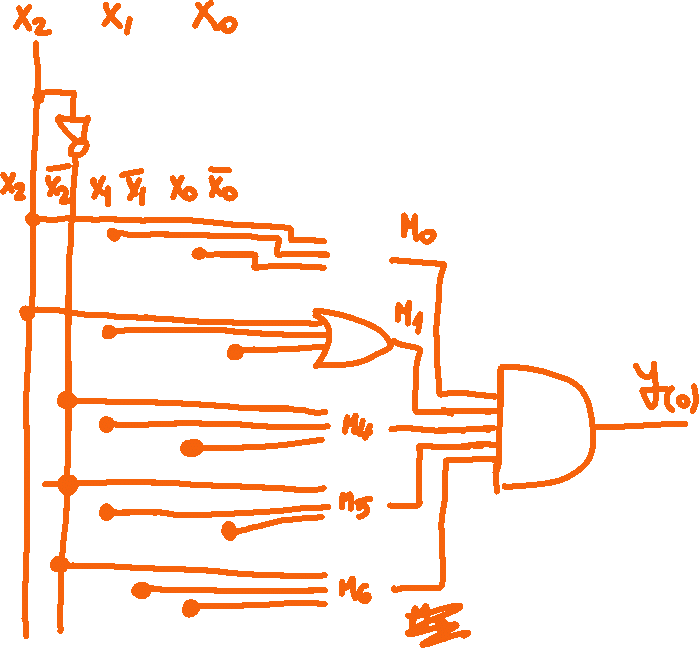 X₂ X₁ X₀
X₂ X̅₂ X₁ X̅₁ X₀ X̅₀
M₀
M₁
y(0)
M₄
M₅
M₆